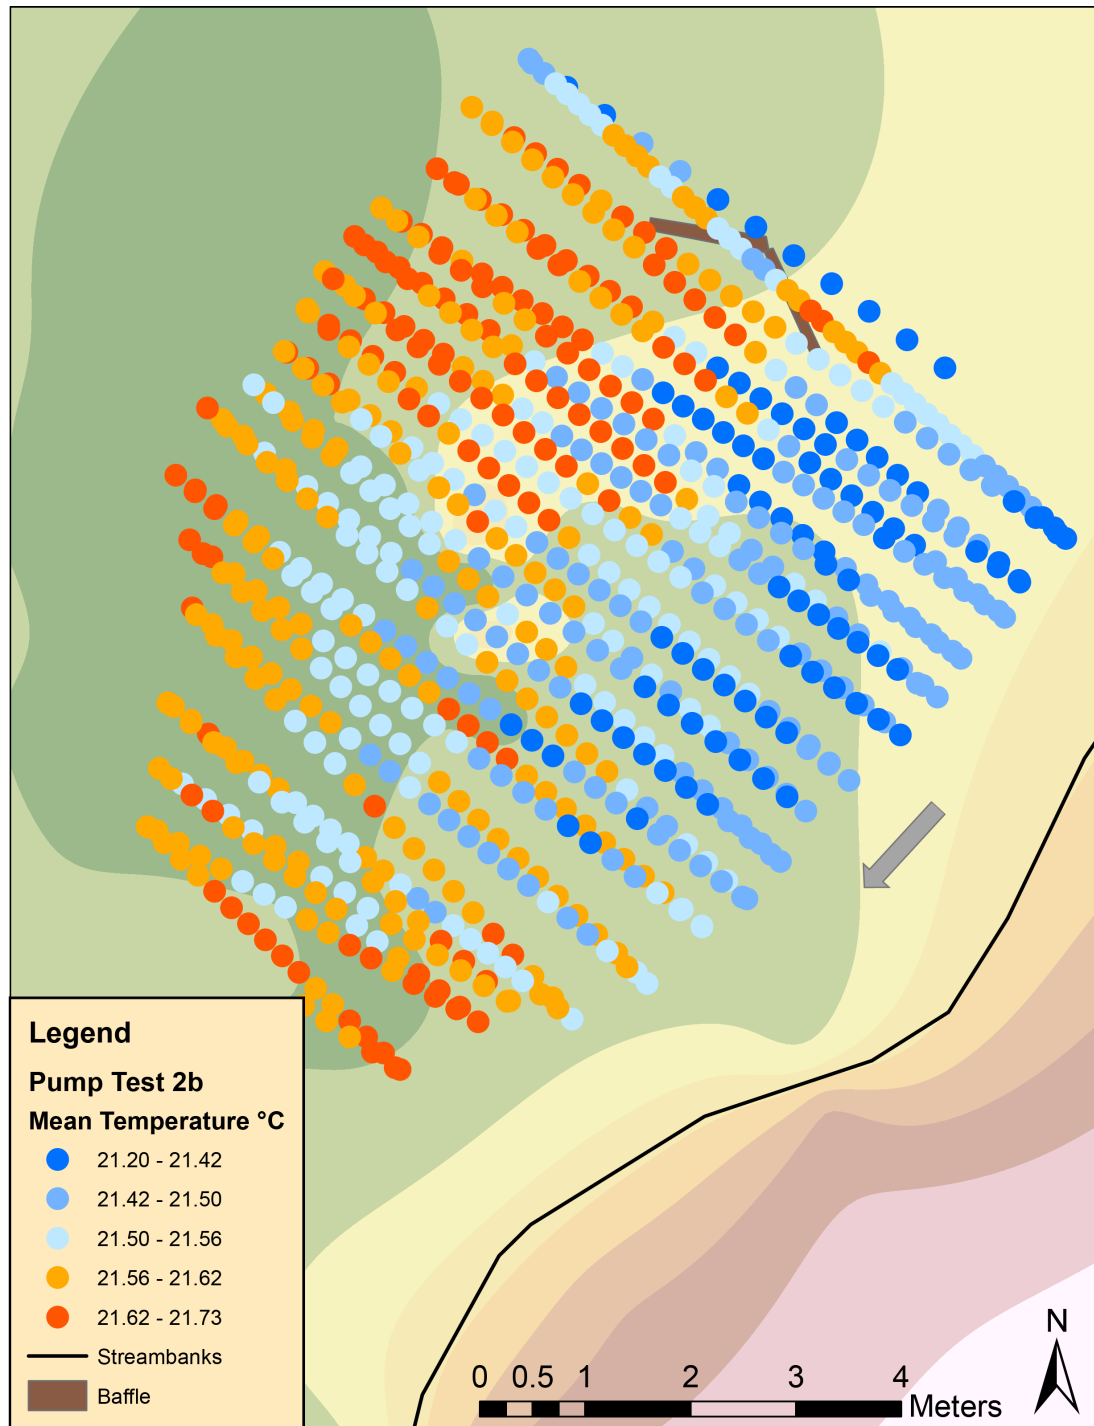 Legend
Pump Test 2b
Mean Temperature °C
21.20 - 21.42
21.42 - 21.50
21.50 - 21.56
21.56 - 21.62
21.62 - 21.73
Streambanks
Baffle
N
0 0.5 1 2 3 4
Meters